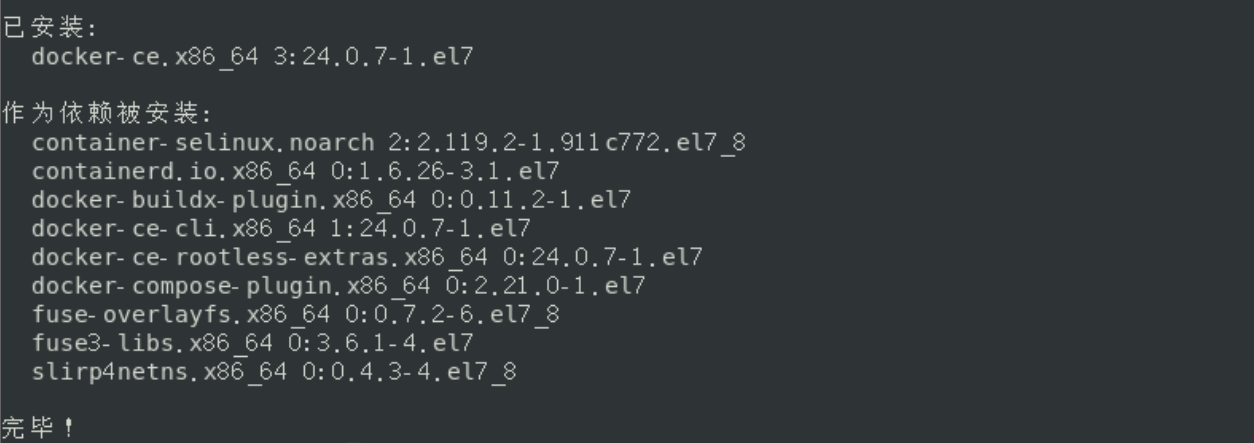 已安装:
docker-ce.x86_64 3:24.0.7-1.el7
作为依赖被安装:
container-selinux.noarch 2:2.119.2-1.911c772.el7_8
containerd.io.x86_64 0:1.6.26-3.1.el7
docker-buildx-plugin.x86_64 0:0.11.2-1.el7
docker-ce-cli.x86_64 1:24.0.7-1.el7
docker-ce-rootless-extras.x86_64 0:24.0.7-1.el7
docker-compose-plugin.x86_64 0:2.21.0-1.el7
fuse-overlayfs.x86_64 0:0.7.2-6.el7_8
fuse3-libs.x86_64 0:3.6.1-4.el7
slirp4netns.x86_64 0:0.4.3-4.el7_8
完毕！